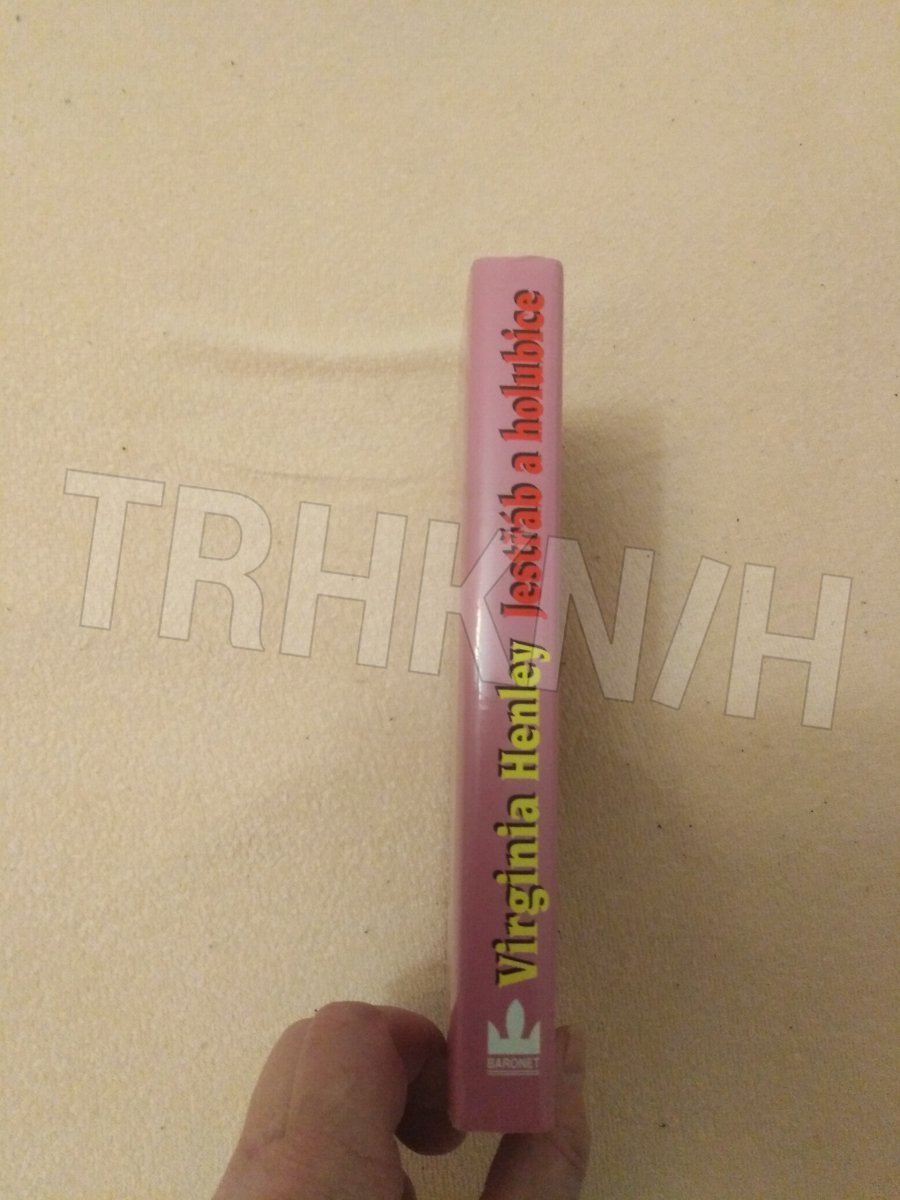 Virginia Henley Jestřáb a holubice
BARONET
TRHKNIH